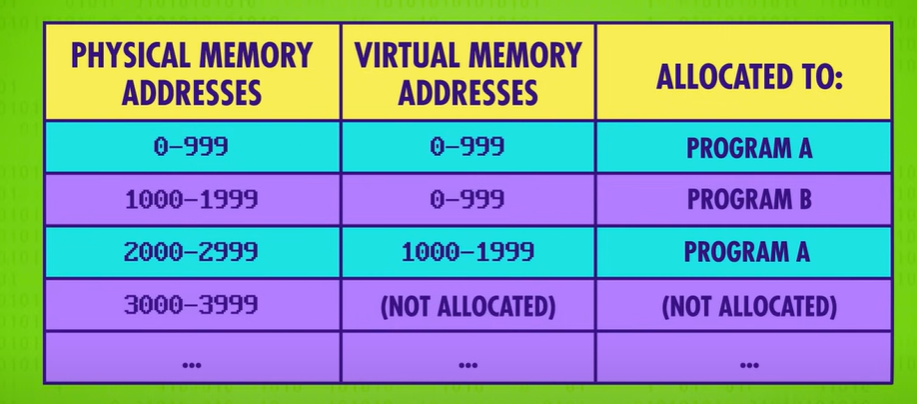 PHYSICAL MEMORY ADDRESSES VIRTUAL MEMORY ADDRESSES ALLOCATED TO:
0-999 0-999 PROGRAM A
1000-1999 0-999 PROGRAM B
2000-2999 1000-1999 PROGRAM A
3000-3999 (NOT ALLOCATED) (NOT ALLOCATED)
... ... ...